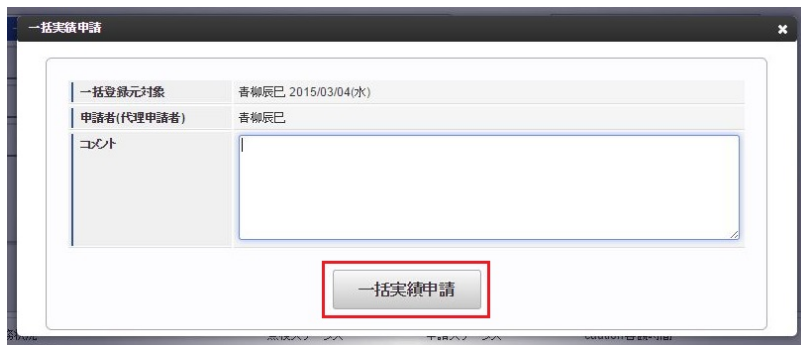 一括実績申請
一括登録元対象 青柳辰巳 2015/03/04(水)
申請者(代理申請者) 青柳辰巳
コメント
一括実績申請